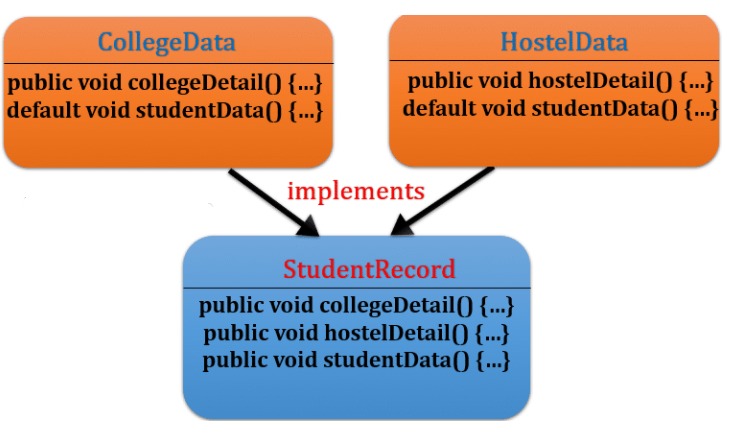 CollegeData
public void collegeDetail() {...}
default void studentData() {...}
HostelData
public void hostelDetail() {...}
default void studentData() {...}
implements
StudentRecord
public void collegeDetail() {...}
public void hostelDetail() {...}
public void studentData() {...}